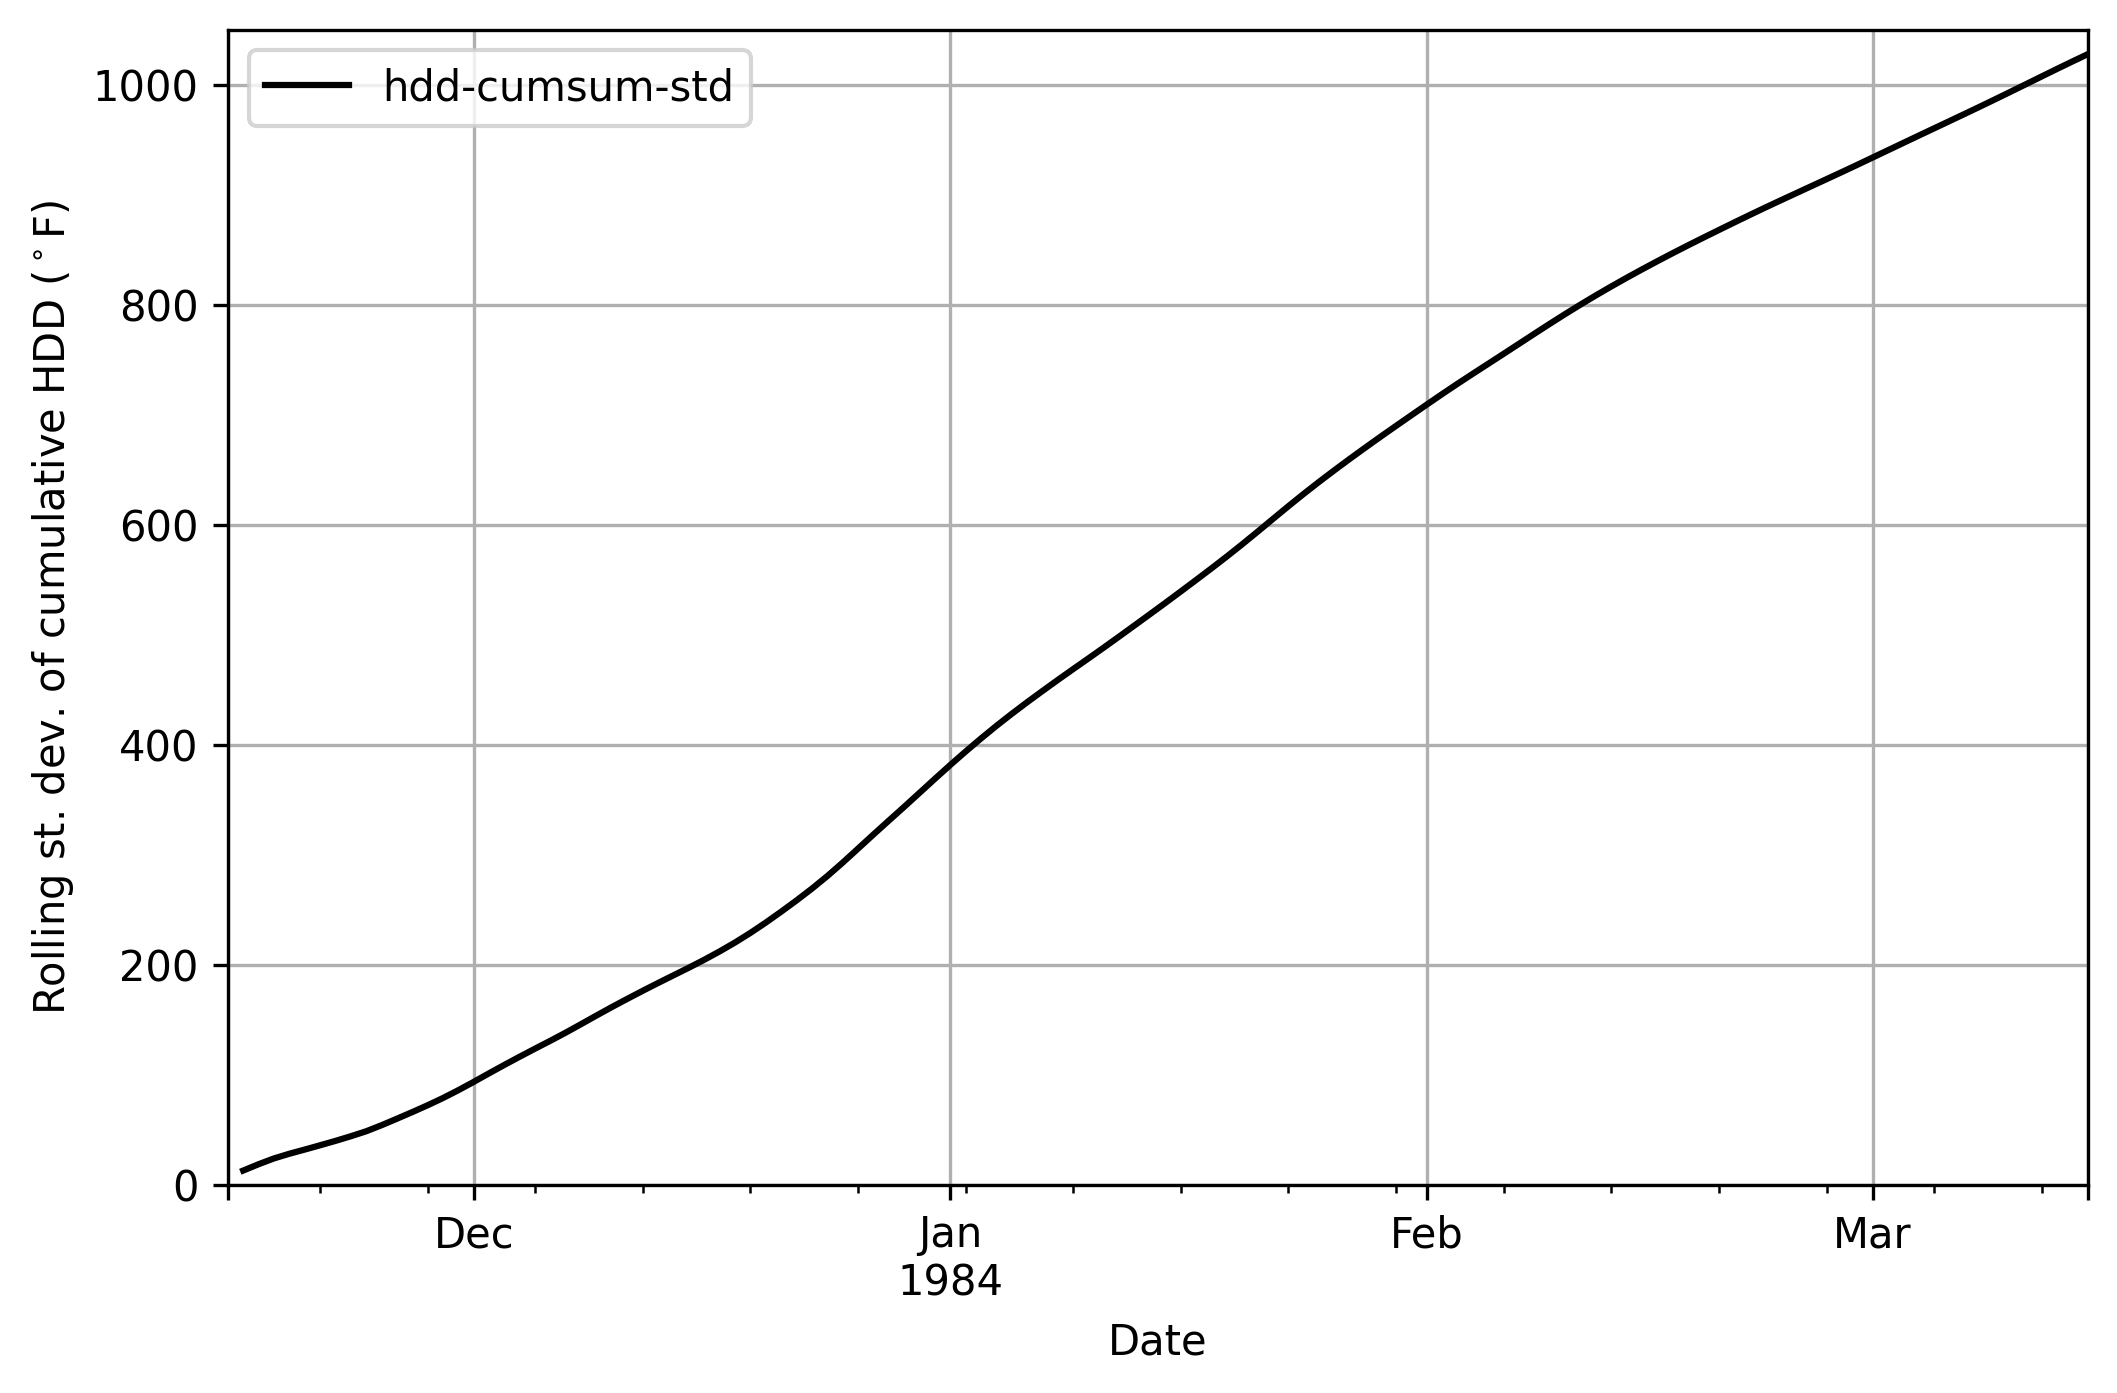 hdd-cumsum-std
Rolling st. dev. of cumulative HDD (°F)
1000
800
600
400
200
0
Dec
Jan
1984
Feb
Mar
Date